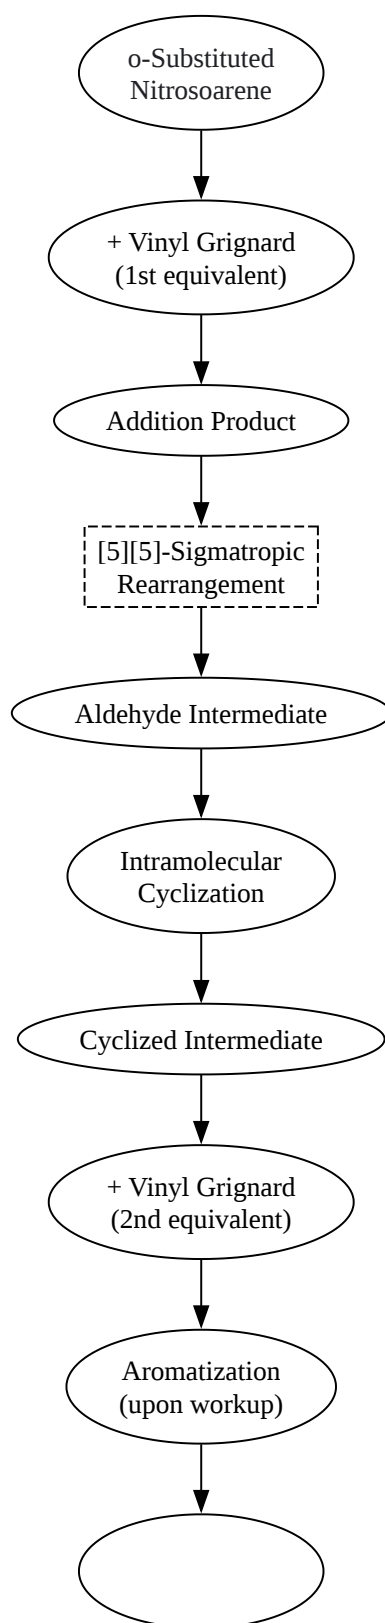 o-Substituted
Nitrosoarene
+ Vinyl Grignard
(1st equivalent)
Addition Product
[5][5]-Sigmatropic
Rearrangement
Aldehyde Intermediate
Intramolecular
Cyclization
Cyclized Intermediate
+ Vinyl Grignard
(2nd equivalent)
Aromatization
(upon workup)